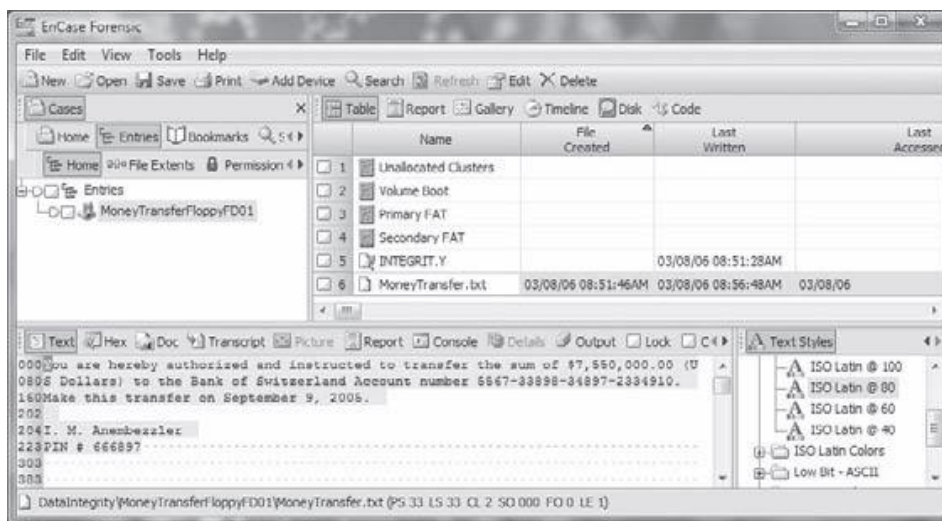 EnCase Forensic
File Edit View Tools Help
New Open Save Print Add Device Search Refresh Edit Delete
Cases
Table Report Gallery Timeline Disk Code
Home Entries Bookmarks S
Home File Extents Permission
Entries
MoneyTransferFloppyFD01
Name File Created Last Written Last Accessed
1 Unallocated Clusters
2 Volume Boot
3 Primary FAT
4 Secondary FAT
5 INTEGRIT.Y 03/08/06 08:51:28AM
6 MoneyTransfer.txt 03/08/06 08:51:46AM 03/08/06 08:56:48AM 03/08/06
Text Hex Doc Transcript Picture Report Console Details Output Lock C
Text Styles
000You are hereby authorized and instructed to transfer the sum of $7,550,000.00 (U
080S Dollars) to the Bank of Switzerland Account number 5567-33898-34897-2334910.
160Make this transfer on September 9, 2005.
202
204I. M. Anembezzler
223PIN # 666897
303
383
ISO Latin @ 100
ISO Latin @ 80
ISO Latin @ 60
ISO Latin @ 40
ISO Latin Colors
Low Bit - ASCII
DataIntegrity\MoneyTransferFloppyFD01\MoneyTransfer.txt (PS 33 LS 33 CL 2 SO 000 FO 0 LE 1)